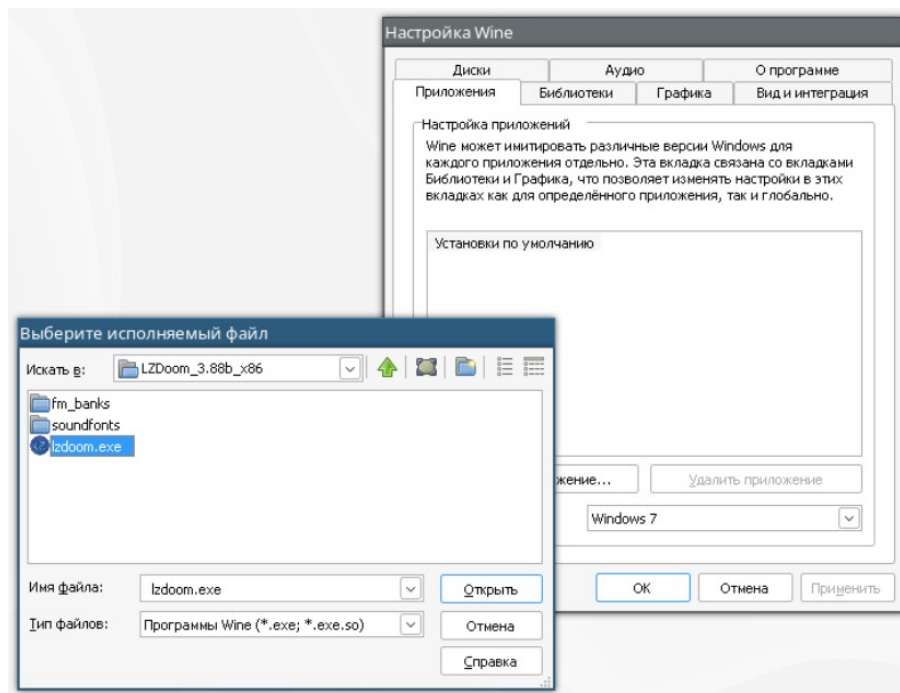 Настройка Wine
Диски
Аудио
О программе
Приложения
Библиотеки
Графика
Вид и интеграция
Настройка приложений
Wine может имитировать различные версии Windows для
каждого приложения отдельно. Эта вкладка связана со вкладками
Библиотеки и Графика, что позволяет изменять настройки в этих
вкладках как для определённого приложения, так и глобально.
Установки по умолчанию
жение...
Удалить приложение
Windows 7
ОК
Отмена
Применить
Выберите исполняемый файл
Искать в:
LZDoom_3.88b_x86
fm_banks
soundfonts
lzdoom.exe
Имя файла:
lzdoom.exe
Открыть
Тип файлов:
Программы Wine (*.exe; *.exe.so)
Отмена
Справка